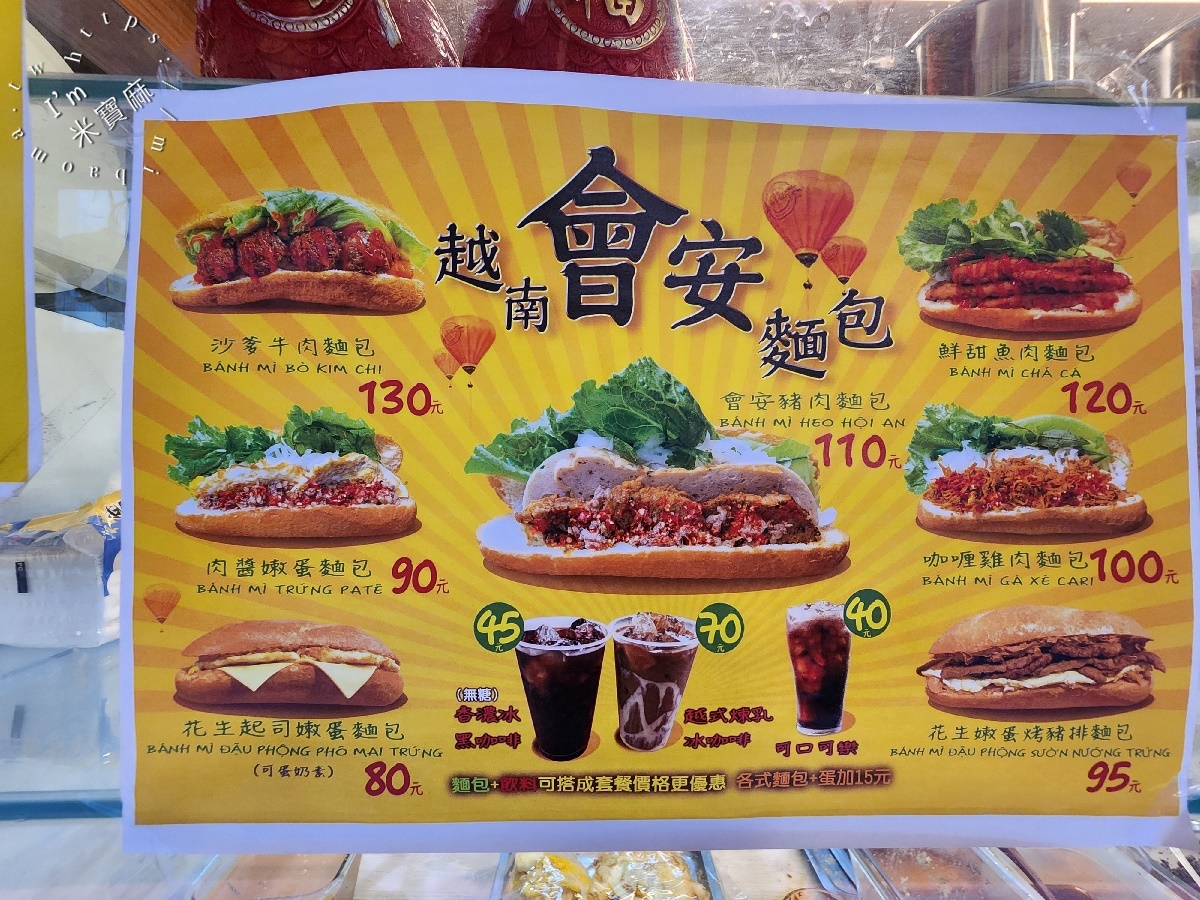 I'm
米寶麻
福
越南會安麵包
沙爹牛肉麵包
BÁNH MÌ BÒ KIM CHI
130元
鮮甜魚肉麵包
BÁNH MÌ CHẢ CÁ
120元
會安豬肉麵包
BÁNH MÌ HEO HỘI AN
110元
肉醬嫩蛋麵包
BÁNH MÌ TRỨNG PATÊ
90元
咖喱雞肉麵包
BÁNH MÌ GÀ XÉ CARI
100元
花生起司嫩蛋麵包
BÁNH MÌ ĐẬU PHỘNG PHÔ MAI TRỨNG
(可蛋奶素)
80元
45元
(無糖)
香濃冰
黑咖啡
70元
越式煉乳
冰咖啡
40元
可口可樂
花生嫩蛋烤豬排麵包
BÁNH MÌ ĐẬU PHỘNG SƯỜN NƯỚNG TRỨNG
95元
麵包+飲料可搭成套餐價格更優惠 各式麵包+蛋加15元